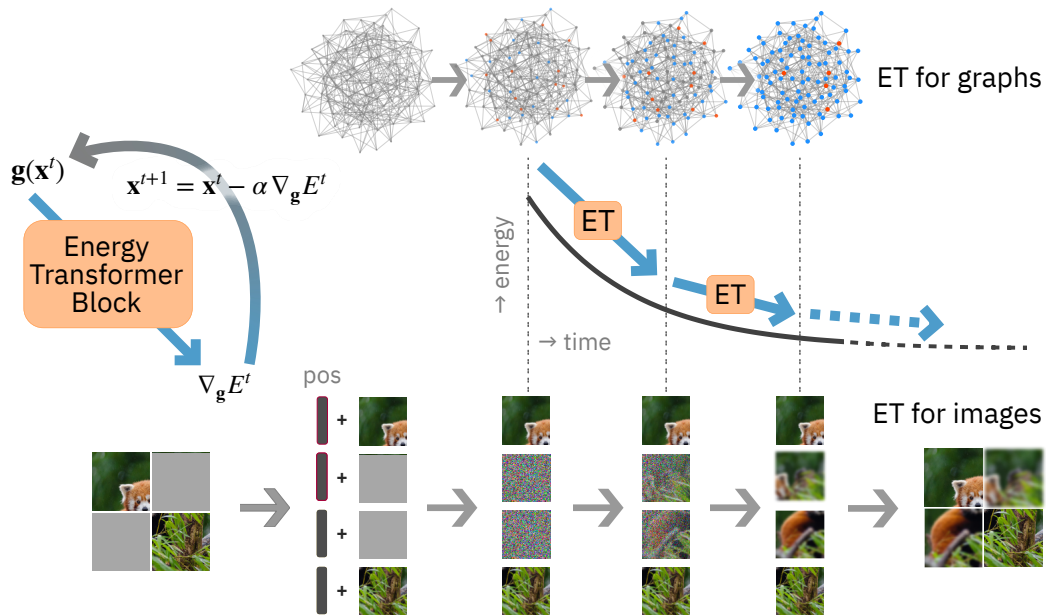 ET for graphs
g(x^t)
x^{t+1} = x^t − α ∇_g E^t
Energy
Transformer
Block
∇_g E^t
→ energy
ET
ET
→ time
pos
ET for images
+
+
+
+